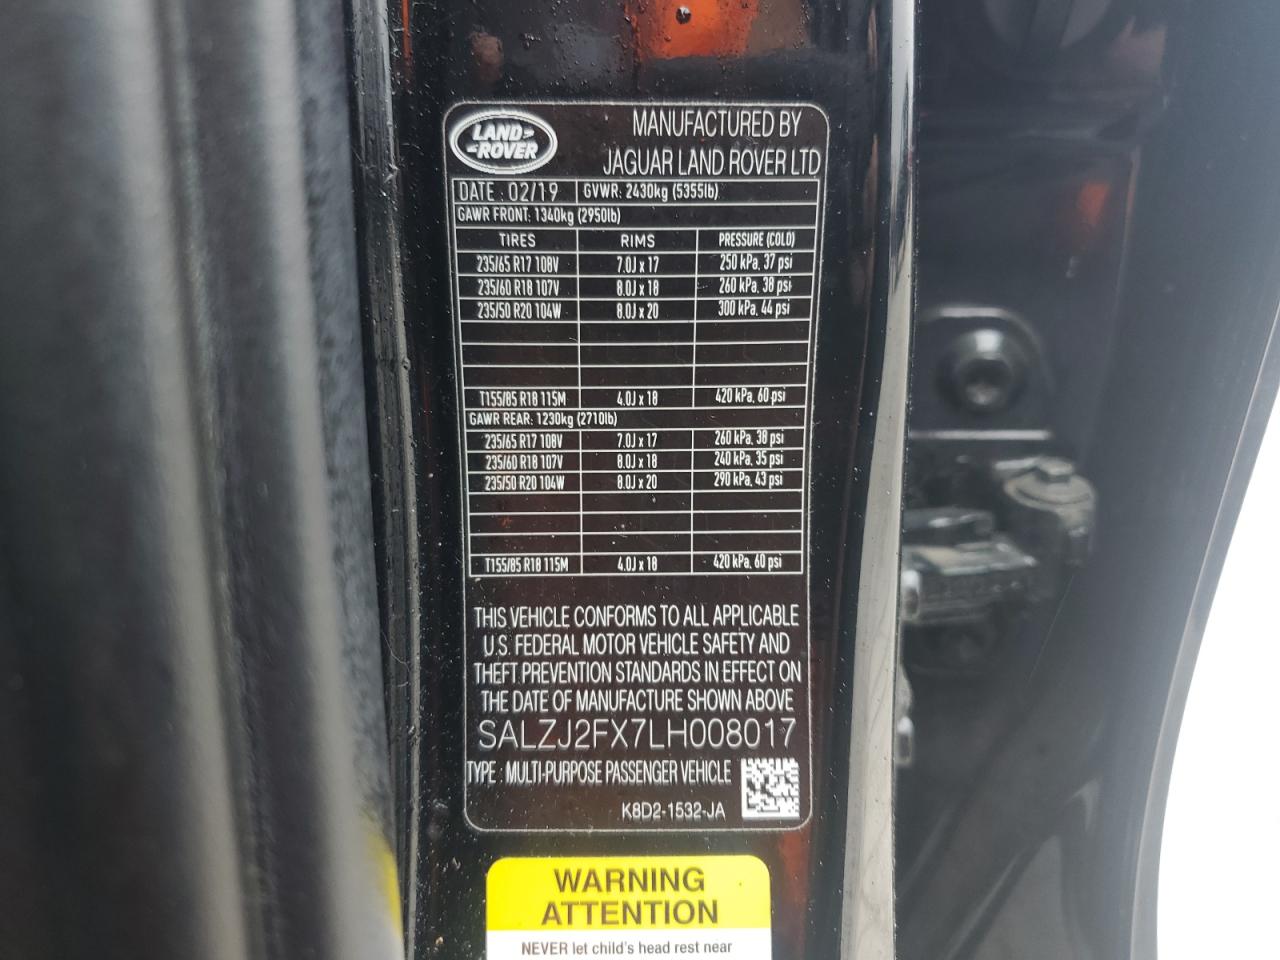 LAND ROVER
MANUFACTURED BY
JAGUAR LAND ROVER LTD
DATE : 02/19 GVWR: 2430kg (5355lb)
GAWR FRONT: 1340kg (2950lb)
TIRES RIMS PRESSURE (COLD)
235/65 R17 108V 7.0J x 17 250 kPa, 37 psi
235/60 R18 107V 8.0J x 18 260 kPa, 38 psi
235/50 R20 104W 8.0J x 20 300 kPa, 44 psi
T155/85 R18 115M 4.0J x 18 420 kPa, 60 psi
GAWR REAR: 1230kg (2710lb)
235/65 R17 108V 7.0J x 17 260 kPa, 38 psi
235/60 R18 107V 8.0J x 18 240 kPa, 35 psi
235/50 R20 104W 8.0J x 20 290 kPa, 43 psi
T155/85 R18 115M 4.0J x 18 420 kPa, 60 psi
THIS VEHICLE CONFORMS TO ALL APPLICABLE
U.S. FEDERAL MOTOR VEHICLE SAFETY AND
THEFT PREVENTION STANDARDS IN EFFECT ON
THE DATE OF MANUFACTURE SHOWN ABOVE
SALZJ2FX7LH008017
TYPE : MULTI-PURPOSE PASSENGER VEHICLE
K8D2-1532-JA
WARNING
ATTENTION
NEVER let child's head rest near